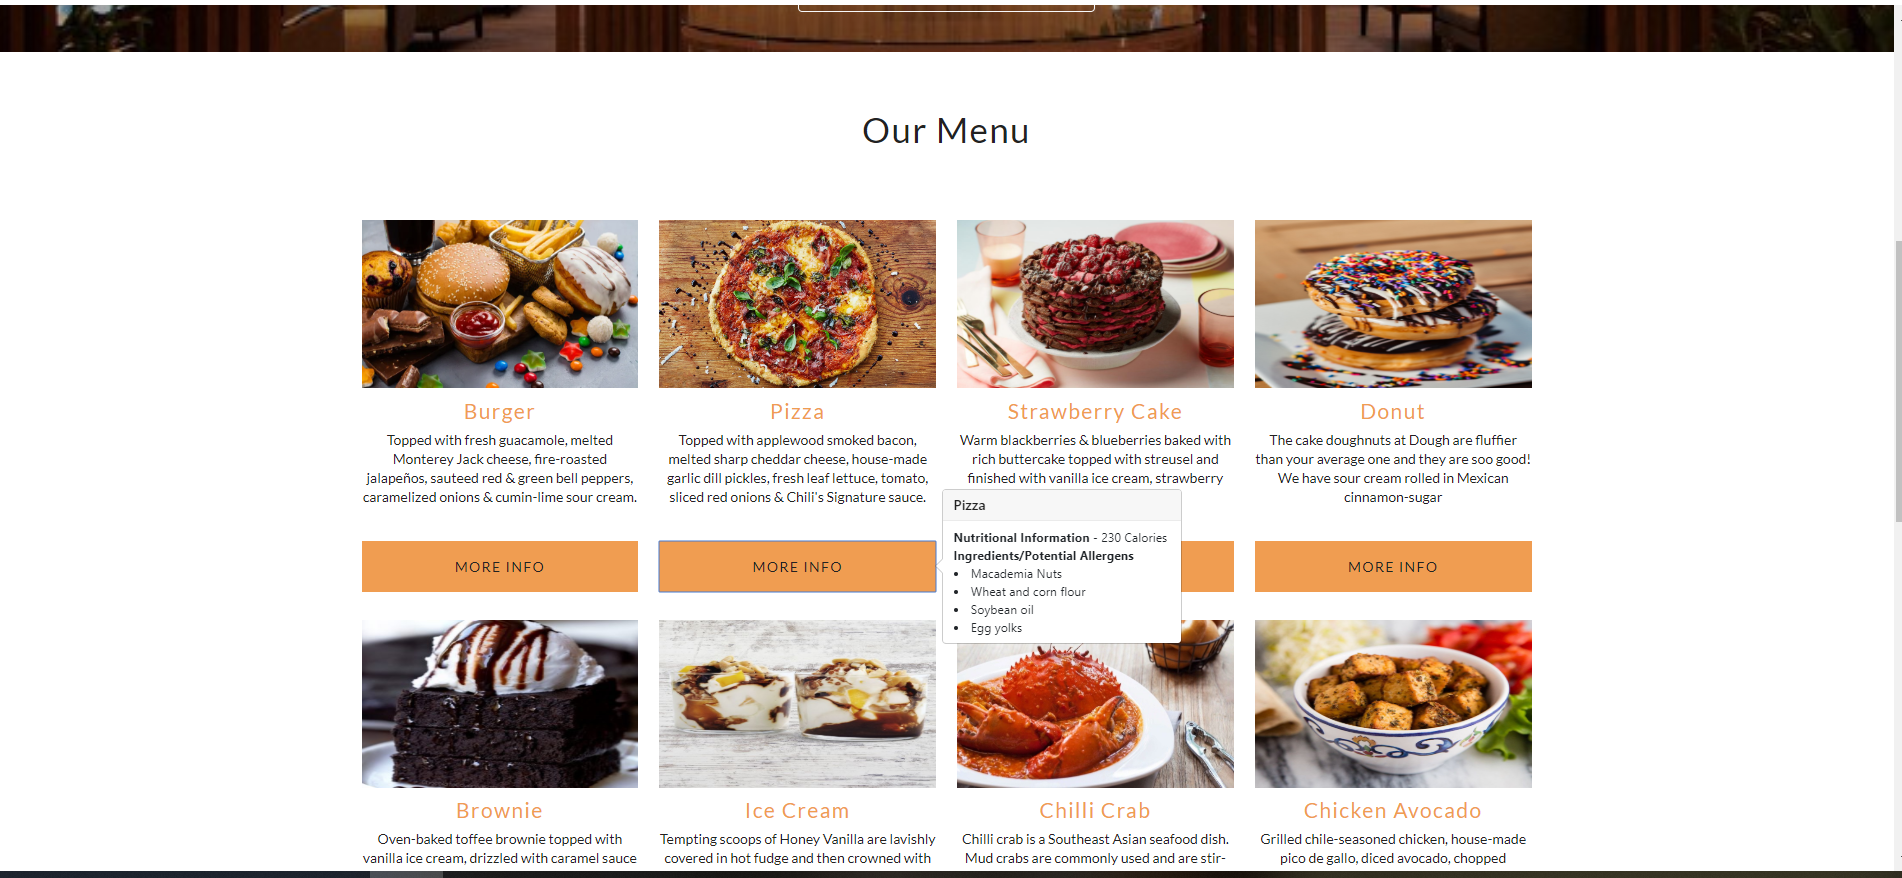 Our Menu
Burger
Topped with fresh guacamole, melted
Monterey Jack cheese, fire-roasted
jalapeños, sauteed red & green bell peppers,
caramelized onions & cumin-lime sour cream.
MORE INFO
Pizza
Topped with applewood smoked bacon,
melted sharp cheddar cheese, house-made
garlic dill pickles, fresh leaf lettuce, tomato,
sliced red onions & Chili's Signature sauce.
MORE INFO
Strawberry Cake
Warm blackberries & blueberries baked with
rich buttercake topped with streusel and
finished with vanilla ice cream, strawberry
Pizza
Nutritional Information - 230 Calories
Ingredients/Potential Allergens
Macademia Nuts
Wheat and corn flour
Soybean oil
Egg yolks
Donut
The cake doughnuts at Dough are fluffier
than your average one and they are soo good!
We have sour cream rolled in Mexican
cinnamon-sugar
MORE INFO
Brownie
Oven-baked toffee brownie topped with
vanilla ice cream, drizzled with caramel sauce
Ice Cream
Tempting scoops of Honey Vanilla are lavishly
covered in hot fudge and then crowned with
Chilli Crab
Chilli crab is a Southeast Asian seafood dish.
Mud crabs are commonly used and are stir-
Chicken Avocado
Grilled chile-seasoned chicken, house-made
pico de gallo, diced avocado, chopped